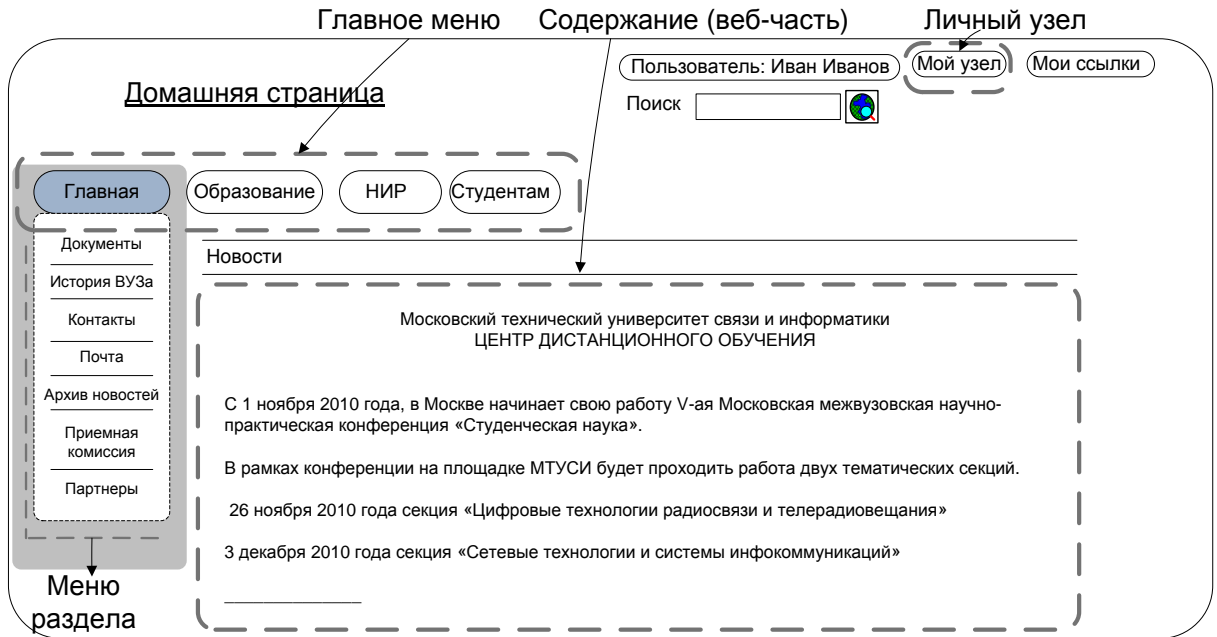 Главное меню
Содержание (веб-часть)
Личный узел
Пользователь: Иван Иванов
Мой узел
Мои ссылки
Домашняя страница
Поиск
Главная
Образование
НИР
Студентам
Документы
История ВУЗа
Контакты
Почта
Архив новостей
Приемная
комиссия
Партнеры
Меню
раздела
Новости
Московский технический университет связи и информатики
ЦЕНТР ДИСТАНЦИОННОГО ОБУЧЕНИЯ
С 1 ноября 2010 года, в Москве начинает свою работу V-ая Московская межвузовская научно-
практическая конференция «Студенческая наука».
В рамках конференции на площадке МТУСИ будет проходить работа двух тематических секций.
26 ноября 2010 года секция «Цифровые технологии радиосвязи и телерадиовещания»
3 декабря 2010 года секция «Сетевые технологии и системы инфокоммуникаций»